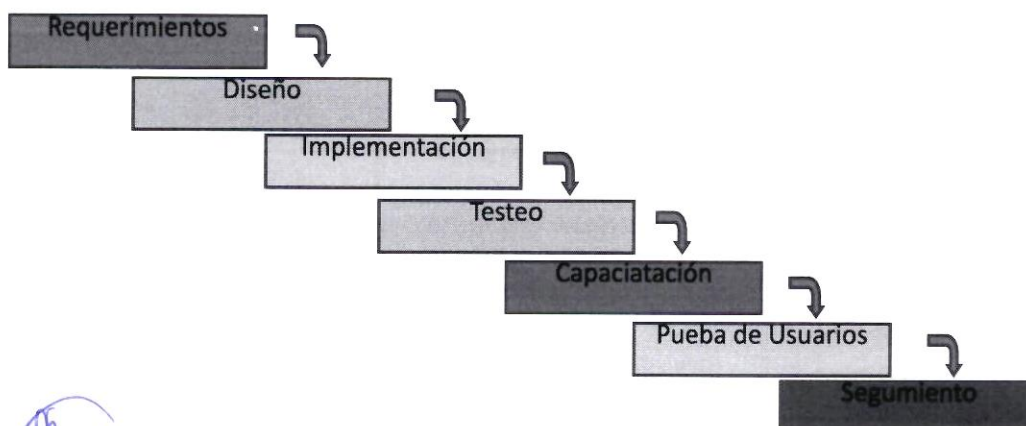 Requerimientos
Diseño
Implementación
Testeo
Capaciatación
Pueba de Usuarios
Segumiento